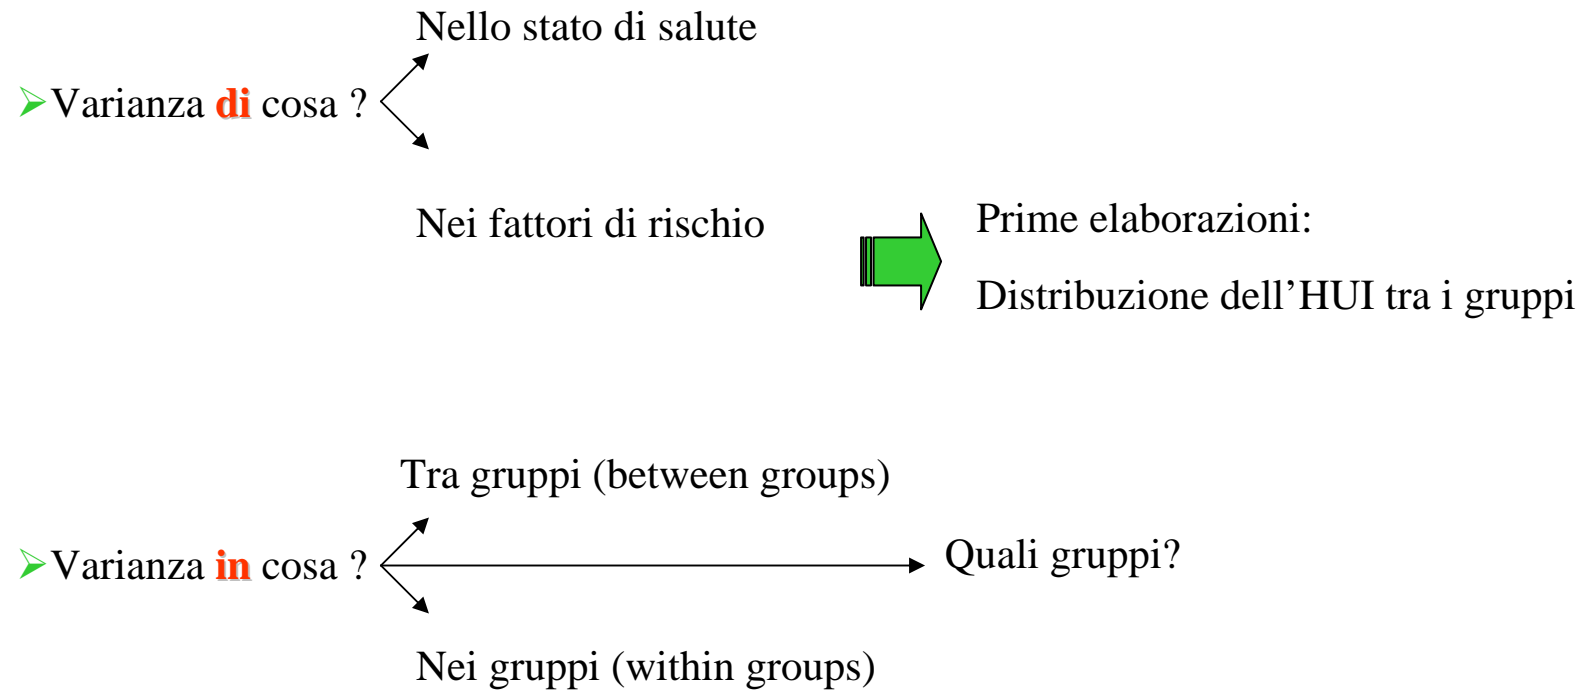 Nello stato di salute
Varianza di cosa ?
Nei fattori di rischio
Prime elaborazioni:
Distribuzione dell’HUI tra i gruppi
Tra gruppi (between groups)
Varianza in cosa ?
Quali gruppi?
Nei gruppi (within groups)